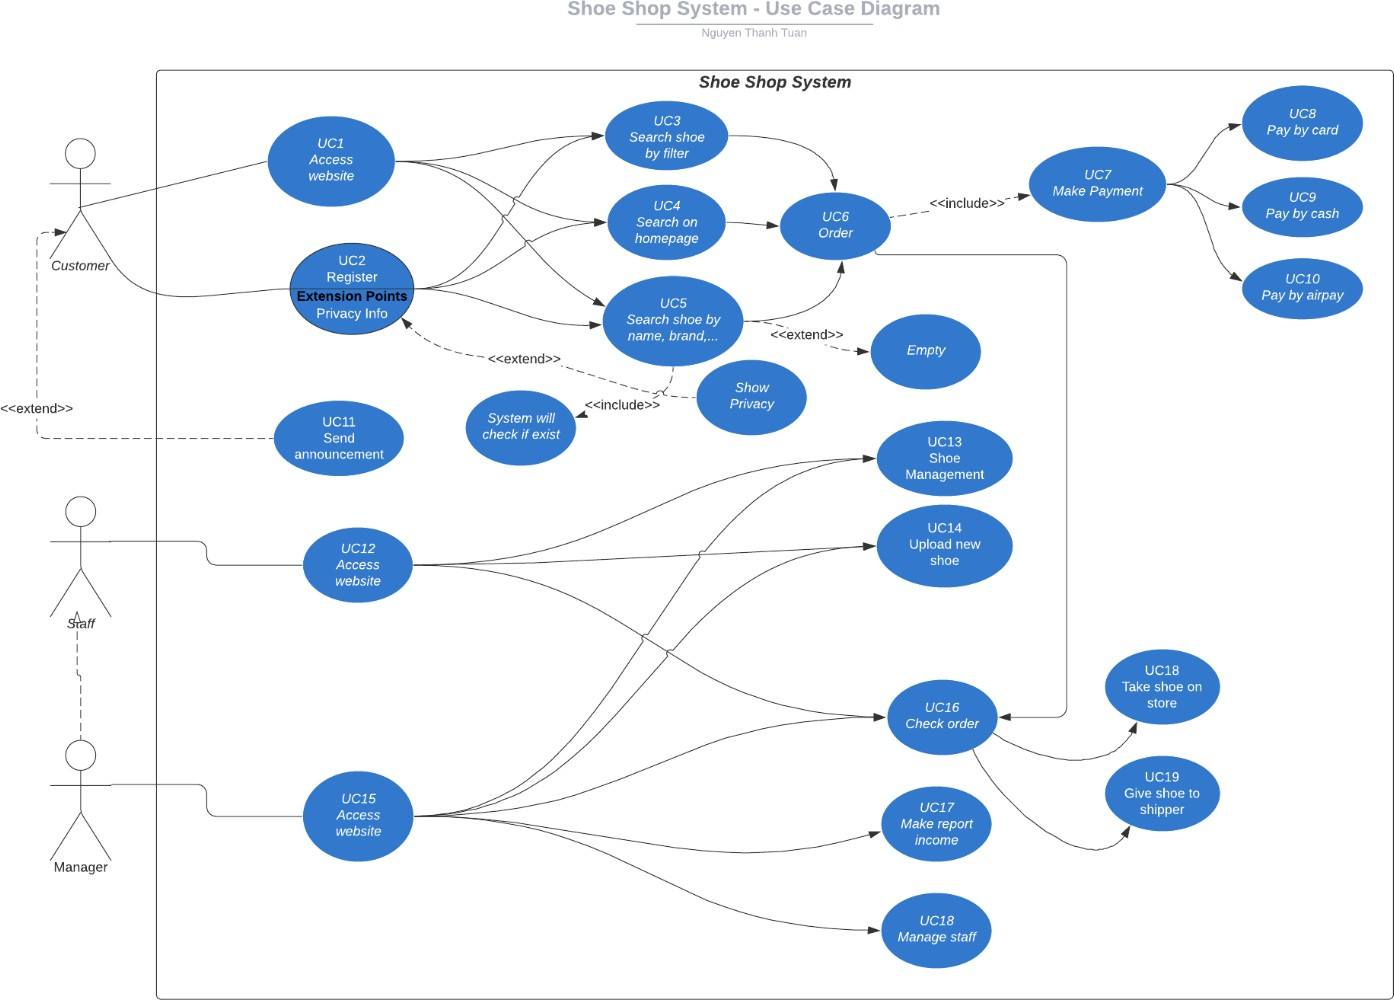 Shoe Shop System - Use Case Diagram
Nguyen Thanh Tuan
Shoe Shop System
UC1
Access
website
UC2
Register
Extension Points
Privacy Info
UC3
Search shoe
by filter
UC4
Search on
homepage
UC5
Search shoe by
name, brand,...
UC6
Order
<<include>>
UC7
Make Payment
UC8
Pay by card
UC9
Pay by cash
UC10
Pay by airpay
Customer
<<extend>>
Empty
<<extend>>
Show
Privacy
<<include>>
System will
check if exist
<<extend>>
UC11
Send
announcement
UC13
Shoe
Management
UC14
Upload new
shoe
Staff
UC12
Access
website
UC16
Check order
UC18
Take shoe on
store
UC19
Give shoe to
shipper
Manager
UC15
Access
website
UC17
Make report
income
UC18
Manage staff